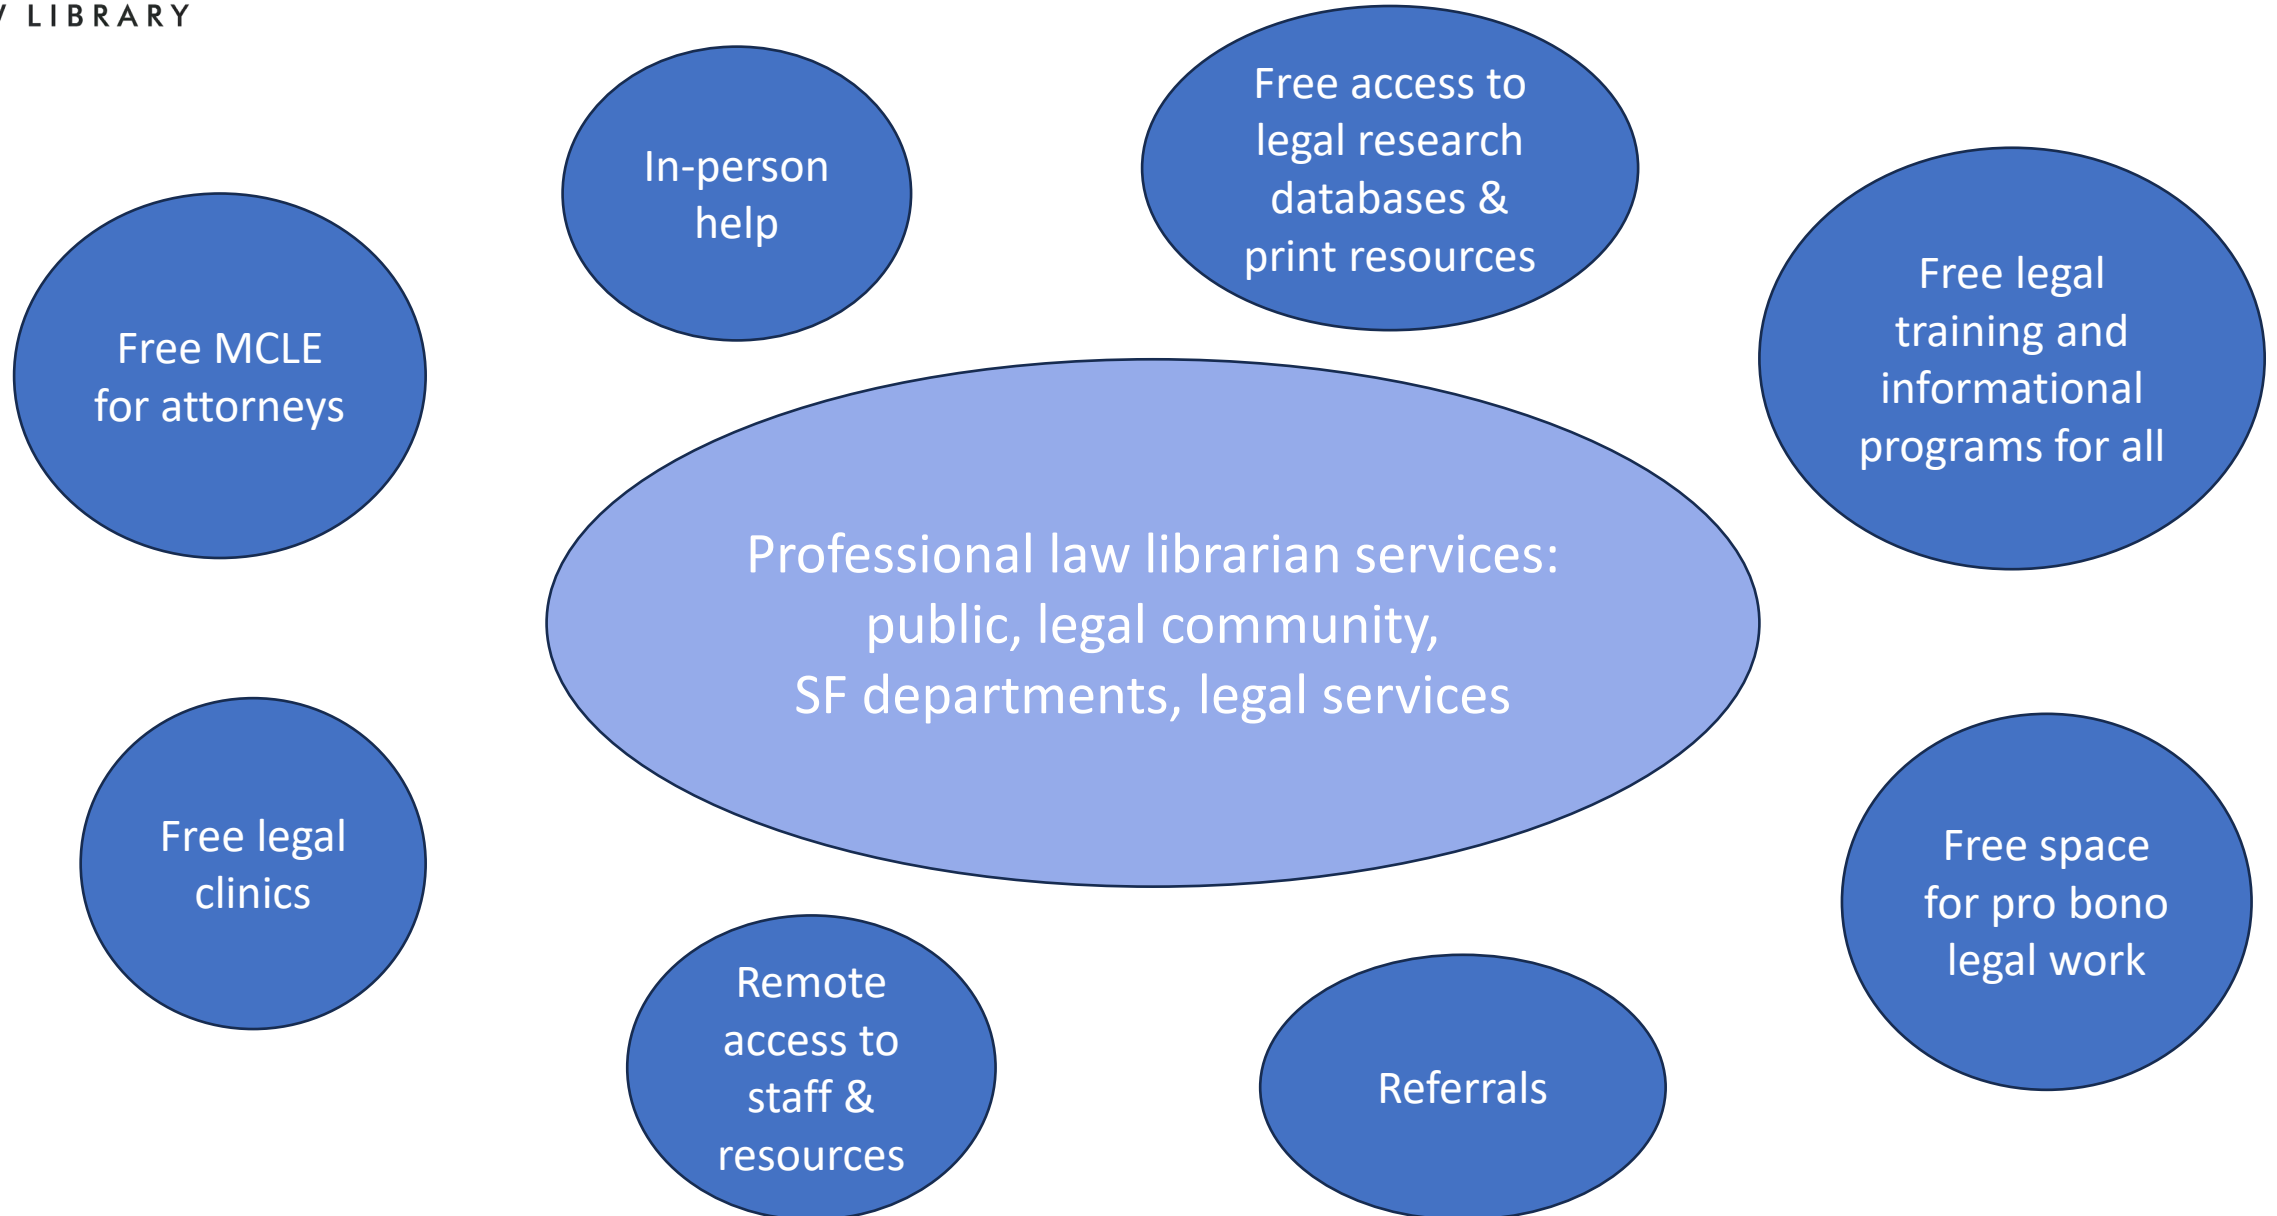 LIBRARY
In-person
help
Free access to
legal research
databases &
print resources
Free MCLE
for attorneys
Free legal
training and
informational
programs for all
Professional law librarian services:
public, legal community,
SF departments, legal services
Free legal
clinics
Free space
for pro bono
legal work
Remote
access to
staff &
resources
Referrals